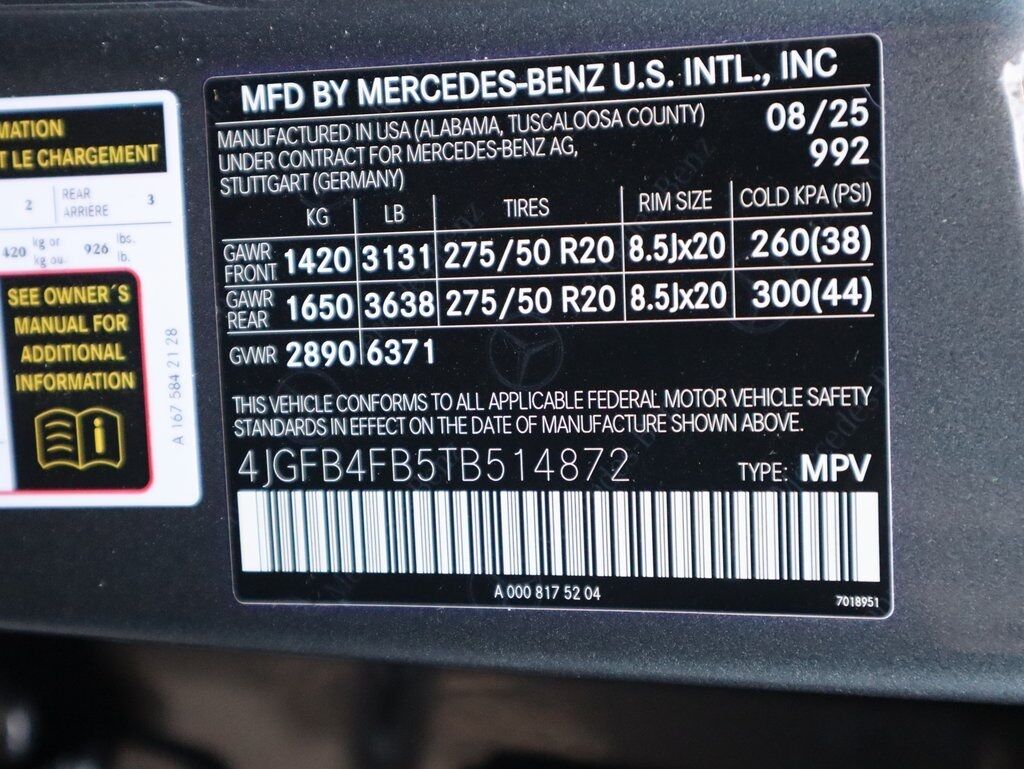 MATION
T LE CHARGEMENT
2 REAR ARRIERE 3
420 kg or kg ou 926 lbs. lb.
SEE OWNER´S
MANUAL FOR
ADDITIONAL
INFORMATION
A 167 584 21 28
MFD BY MERCEDES-BENZ U.S. INTL., INC
MANUFACTURED IN USA (ALABAMA, TUSCALOOSA COUNTY) 08/25
UNDER CONTRACT FOR MERCEDES-BENZ AG, 992
STUTTGART (GERMANY)
KG LB TIRES RIM SIZE COLD KPA (PSI)
GAWR FRONT 1420 3131 275/50 R20 8.5Jx20 260(38)
GAWR REAR 1650 3638 275/50 R20 8.5Jx20 300(44)
GVWR 2890 6371
THIS VEHICLE CONFORMS TO ALL APPLICABLE FEDERAL MOTOR VEHICLE SAFETY
STANDARDS IN EFFECT ON THE DATE OF MANUFACTURE SHOWN ABOVE.
4JGFB4FB5TB514872 TYPE: MPV
A 000 817 52 04
7018951